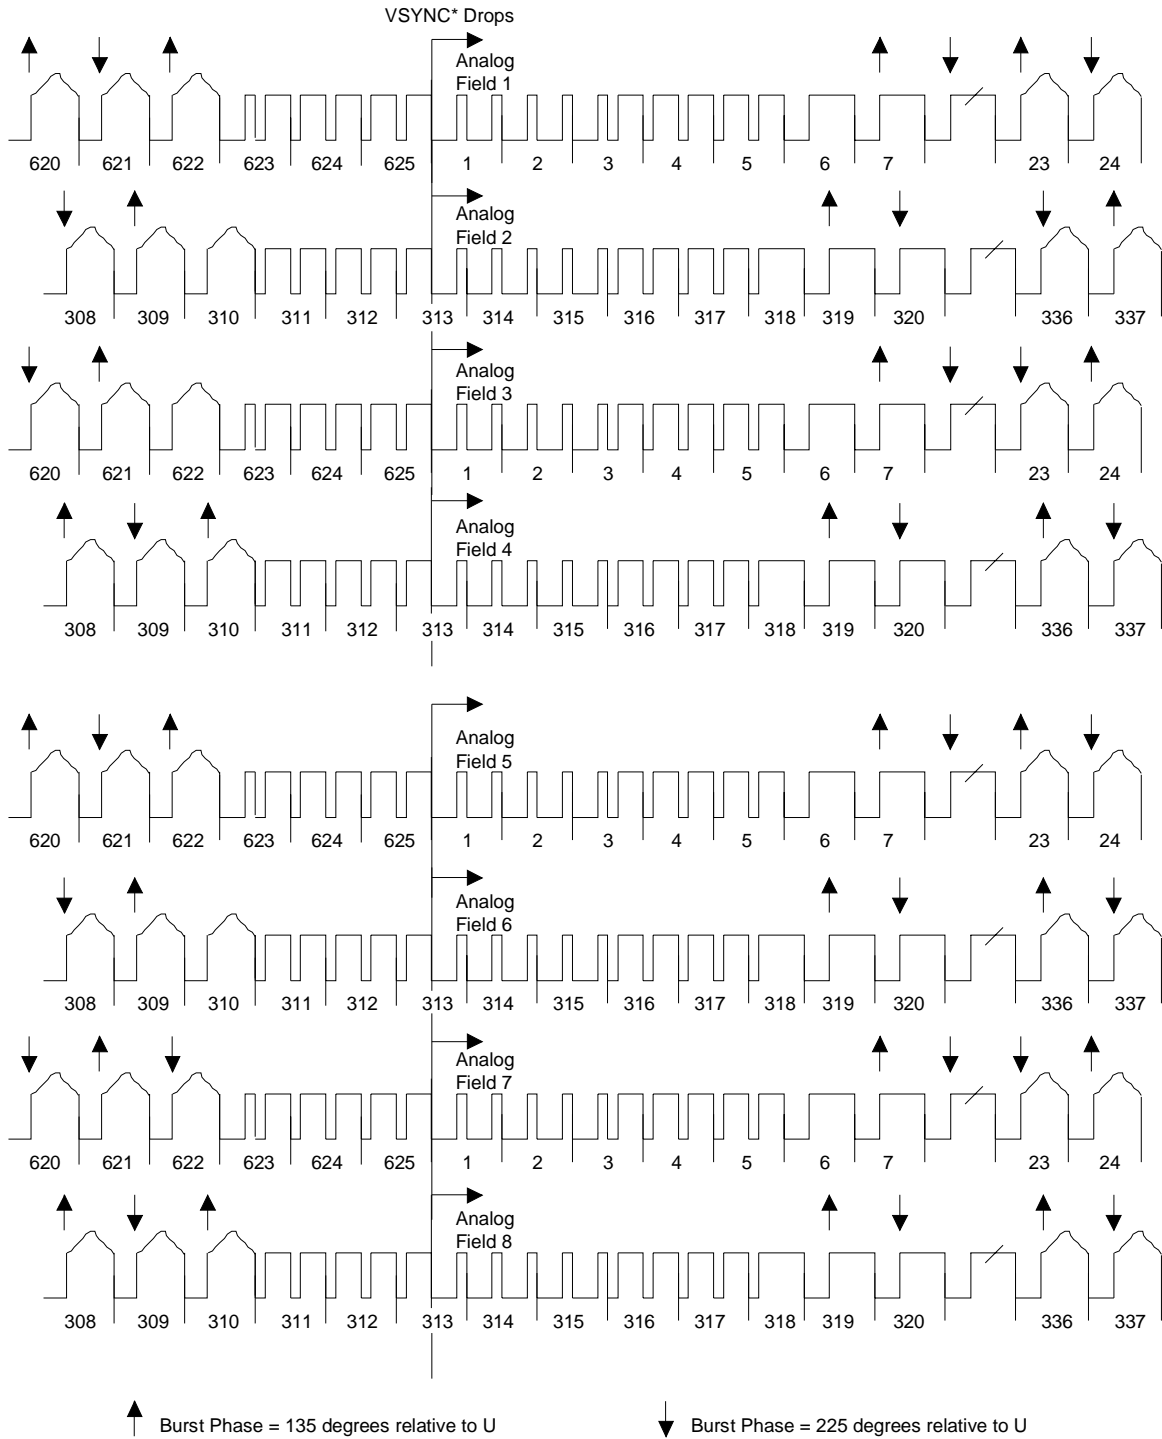 VSYNC* Drops
Analog
Field 1
620 621 622 623 624 625 1 2 3 4 5 6 7 23 24
Analog
Field 2
308 309 310 311 312 313 314 315 316 317 318 319 320 336 337
Analog
Field 3
620 621 622 623 624 625 1 2 3 4 5 6 7 23 24
Analog
Field 4
308 309 310 311 312 313 314 315 316 317 318 319 320 336 337
Analog
Field 5
620 621 622 623 624 625 1 2 3 4 5 6 7 23 24
Analog
Field 6
308 309 310 311 312 313 314 315 316 317 318 319 320 336 337
Analog
Field 7
620 621 622 623 624 625 1 2 3 4 5 6 7 23 24
Analog
Field 8
308 309 310 311 312 313 314 315 316 317 318 319 320 336 337
Burst Phase = 135 degrees relative to U
Burst Phase = 225 degrees relative to U